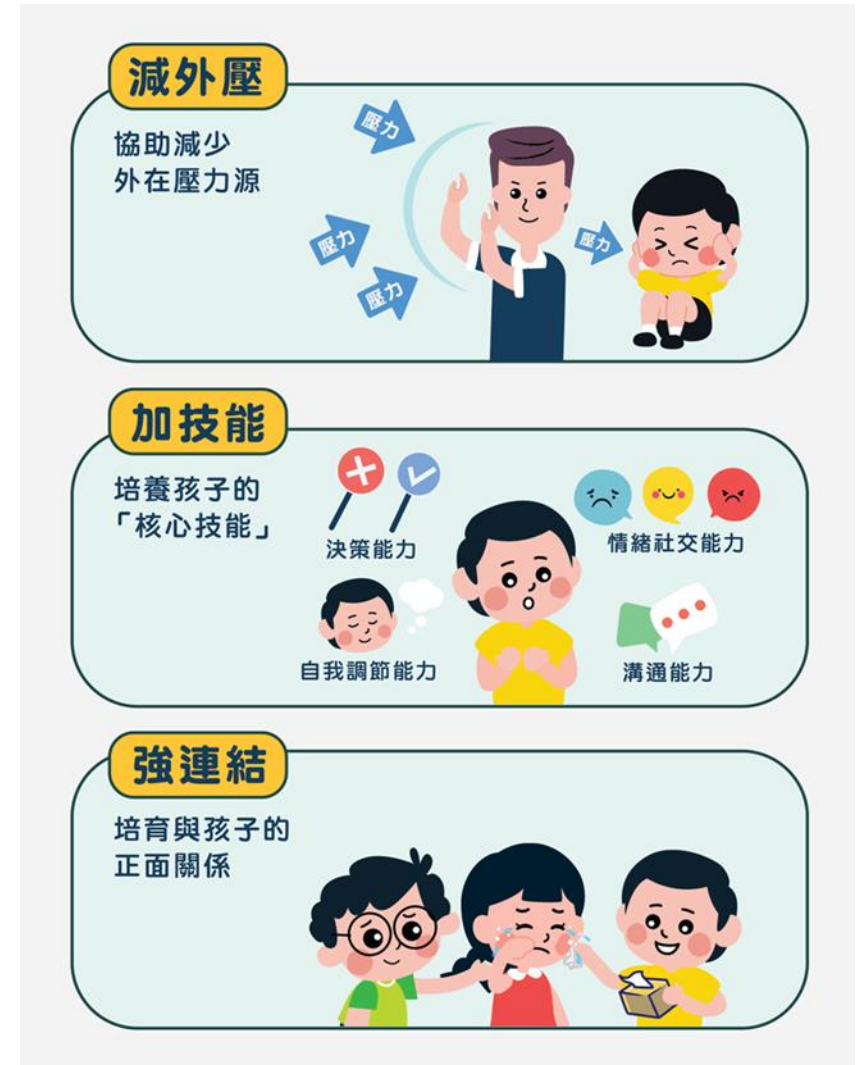 減外壓
協助減少
外在壓力源
壓力
壓力
壓力
壓力
加技能
培養孩子的
「核心技能」
決策能力
情緒社交能力
自我調節能力
溝通能力
強連結
培育與孩子的
正面關係